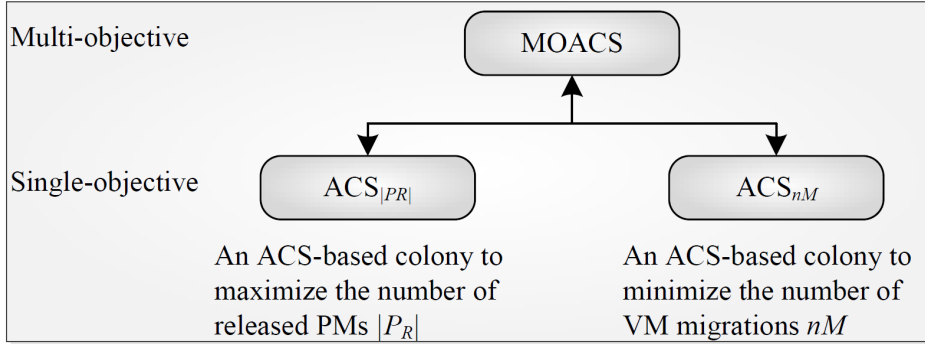 Multi-objective
MOACS
Single-objective
ACS|PR|
ACSnM
An ACS-based colony to
maximize the number of
released PMs |PR|
An ACS-based colony to
minimize the number of
VM migrations nM